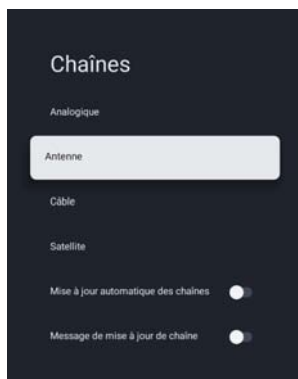 Chaînes
Analogique
Antenne
Câble
Satellite
Mise à jour automatique des chaînes
Message de mise à jour de chaîne